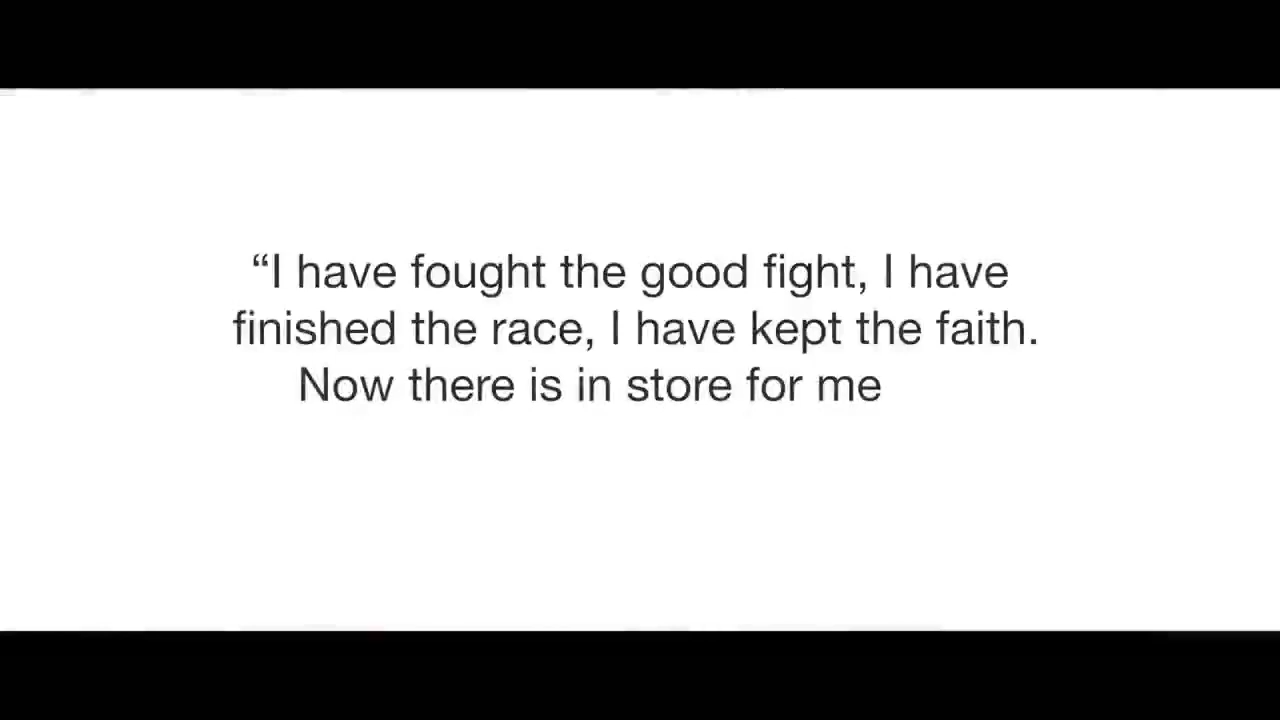 “I have fought the good fight, I have
finished the race, I have kept the faith.
Now there is in store for me